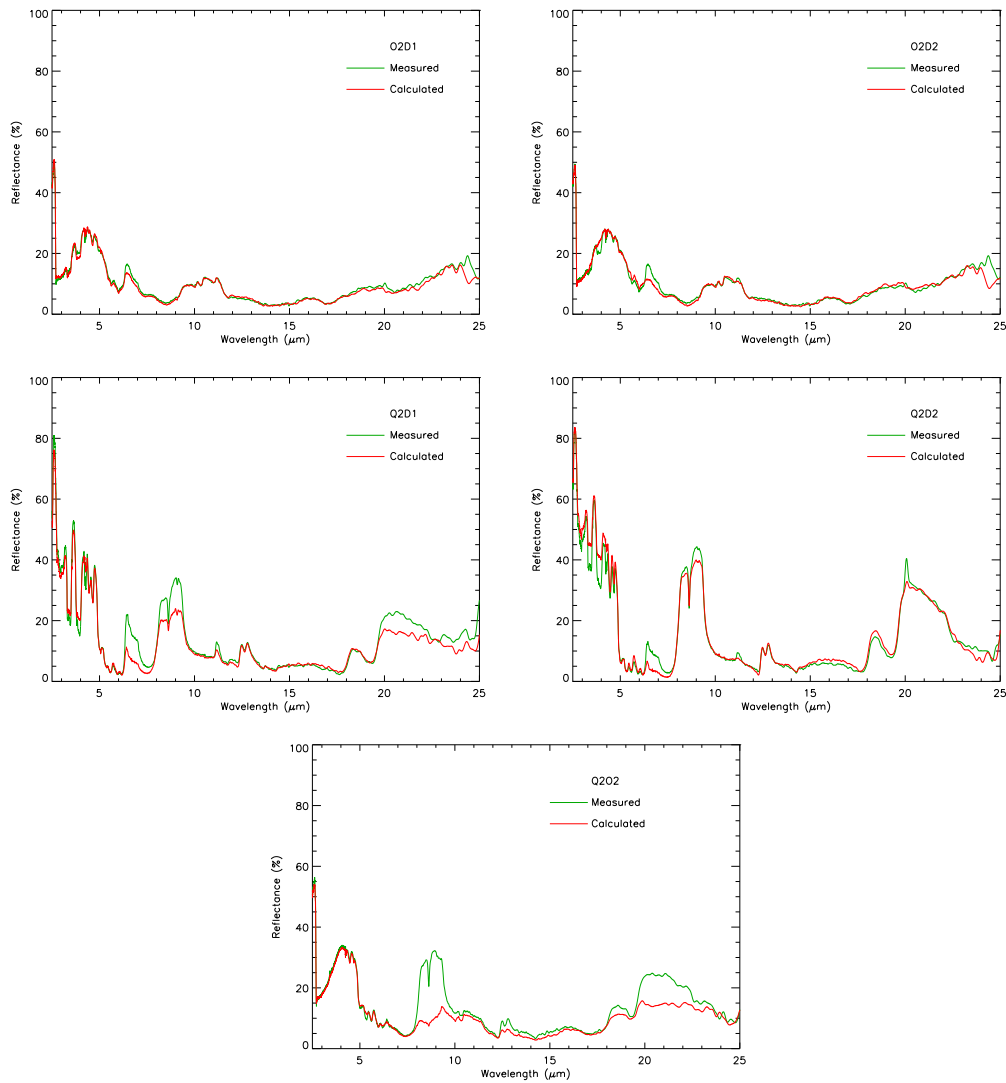 O2D1
Measured
Calculated
Reflectance (%)
100
80
60
40
20
0
5 10 15 20 25
Wavelength (μm)
O2D2
Measured
Calculated
Reflectance (%)
100
80
60
40
20
0
5 10 15 20 25
Wavelength (μm)
Q2D1
Measured
Calculated
Reflectance (%)
100
80
60
40
20
0
5 10 15 20 25
Wavelength (μm)
Q2D2
Measured
Calculated
Reflectance (%)
100
80
60
40
20
0
5 10 15 20 25
Wavelength (μm)
Q2O2
Measured
Calculated
Reflectance (%)
100
80
60
40
20
0
5 10 15 20 25
Wavelength (μm)